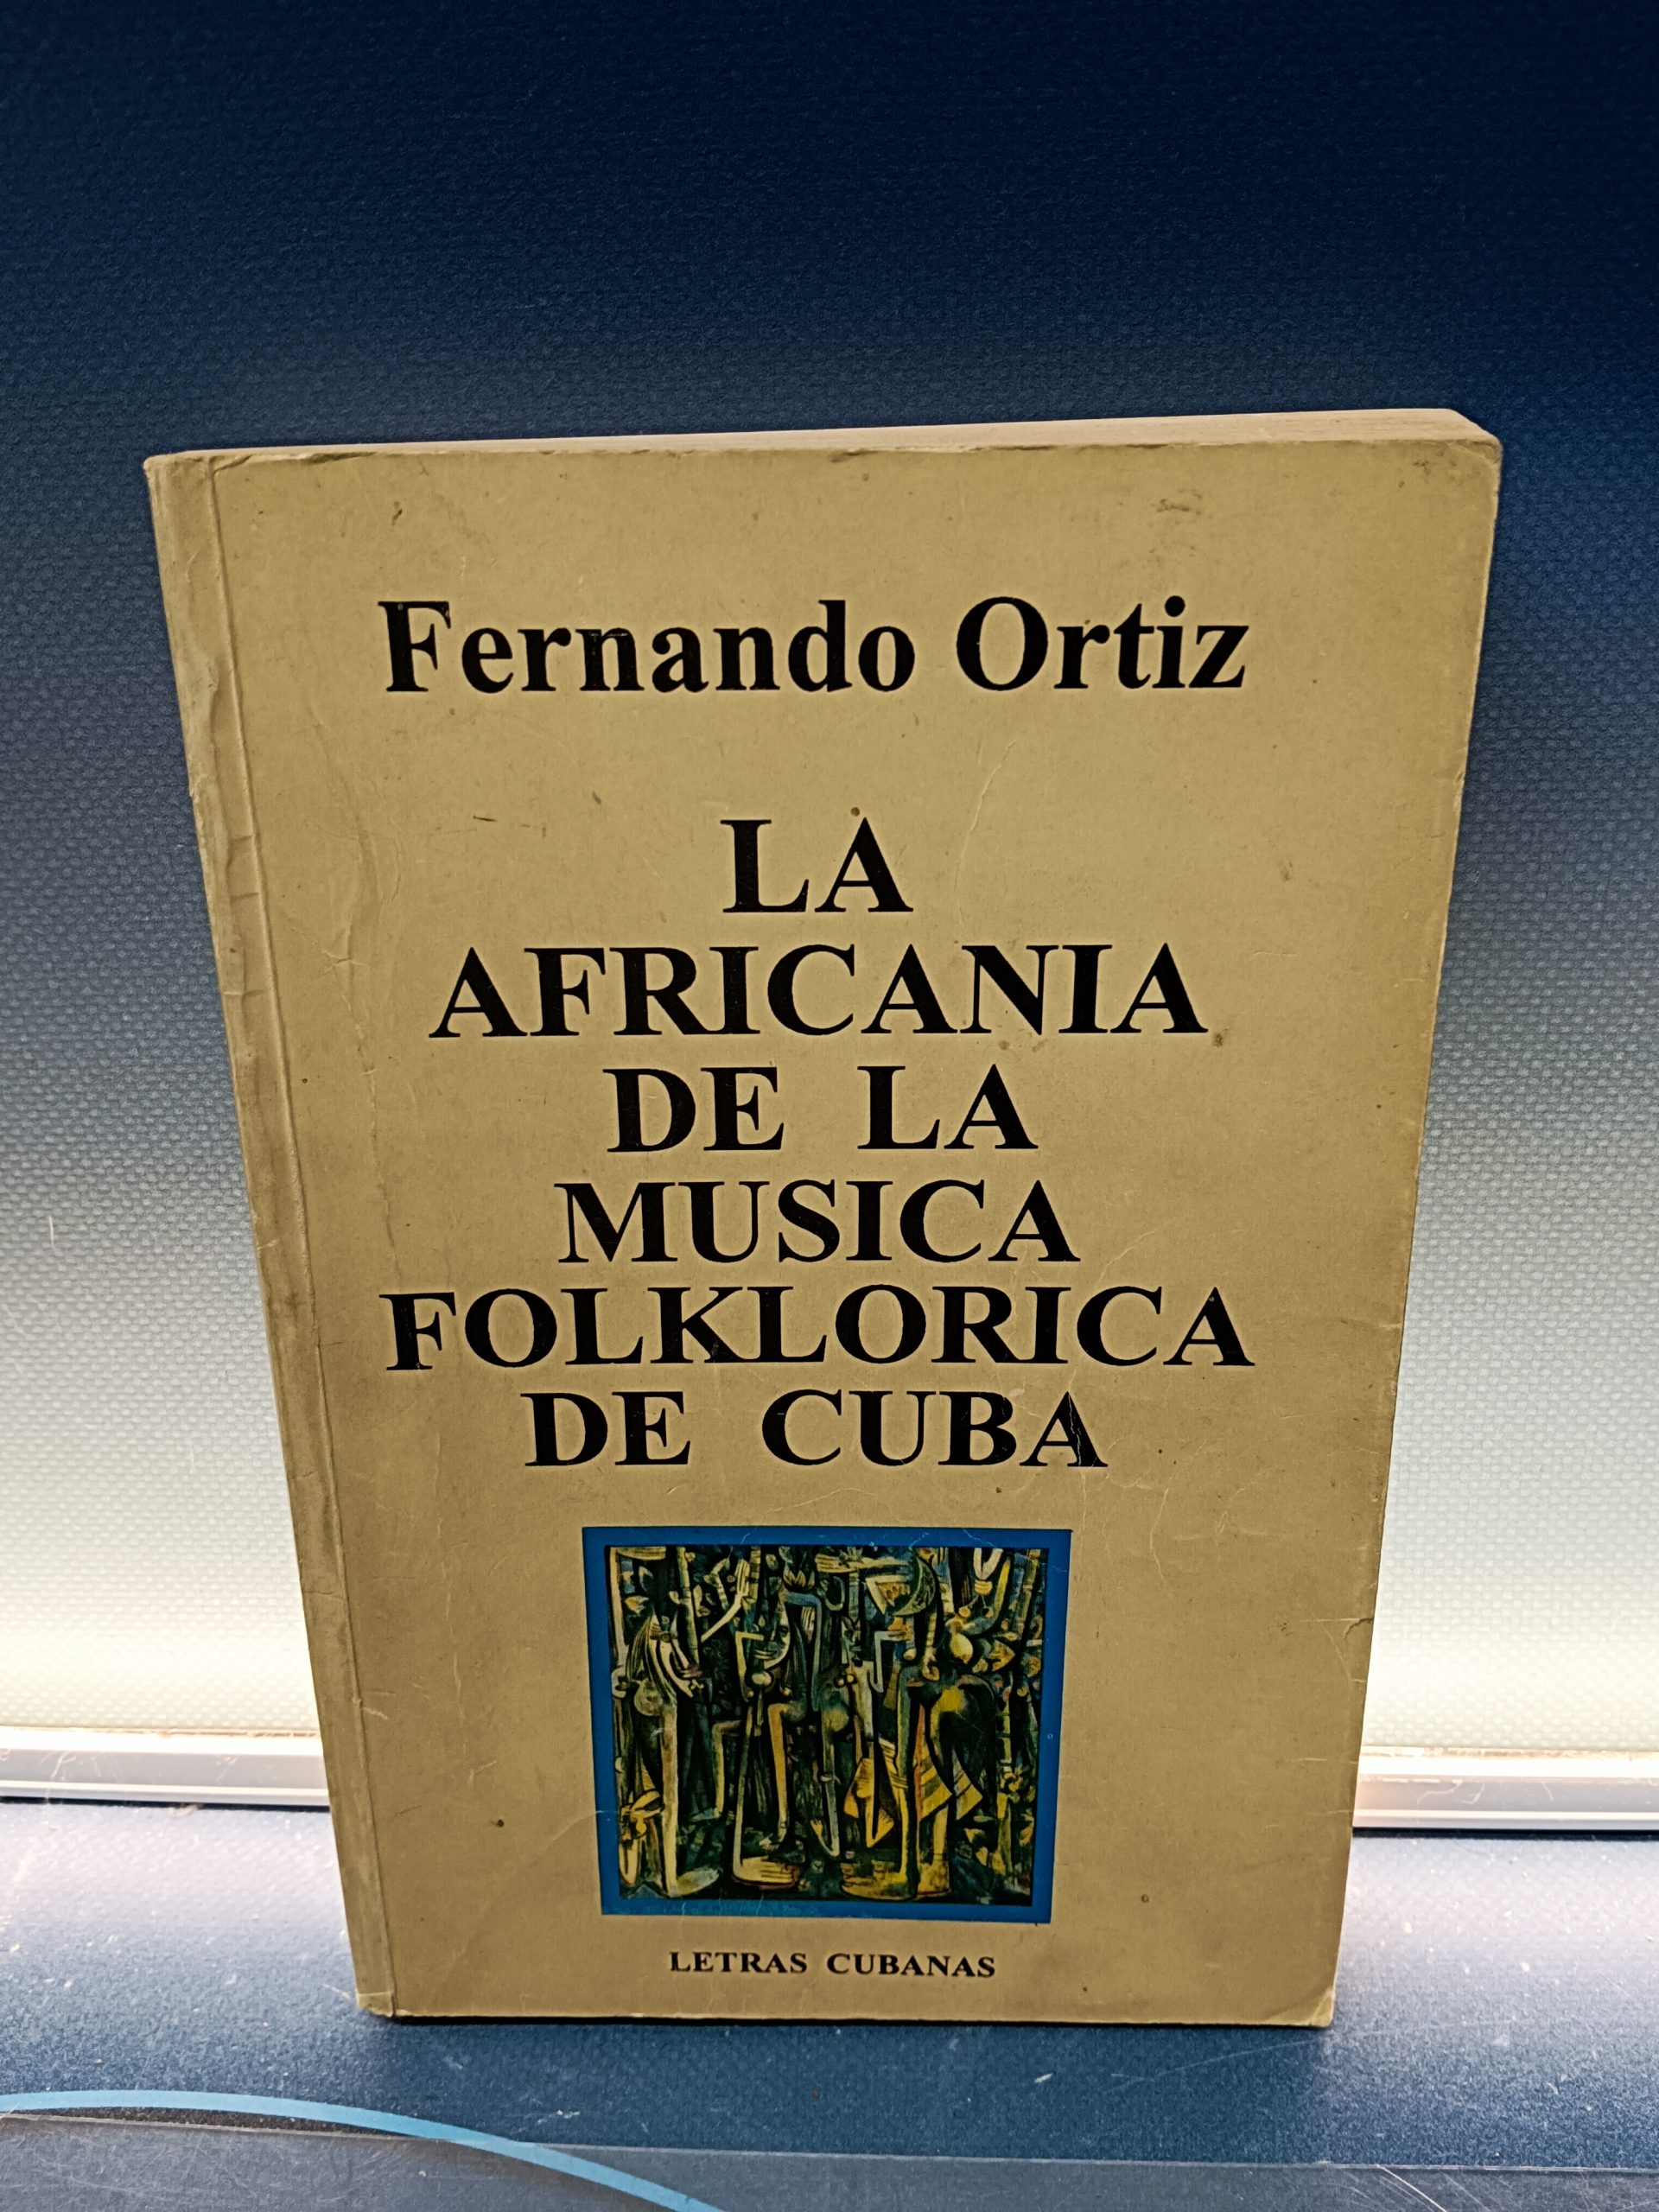 Fernando Ortiz
LA
AFRICANIA
DE LA
MUSICA
FOLKLORICA
DE CUBA
LETRAS CUBANAS